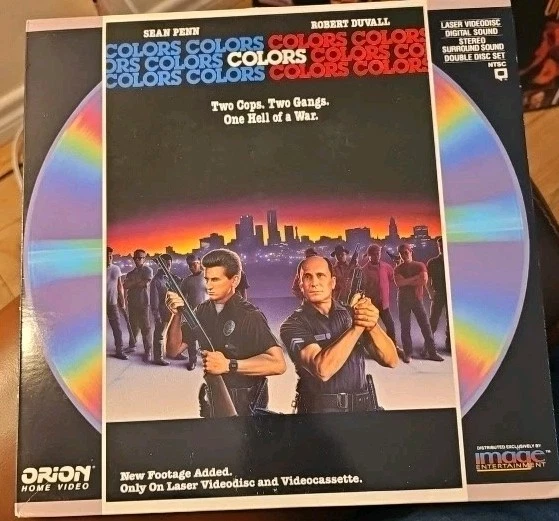 SEAN PENN
ROBERT DUVALL
COLORS COLORS COLORS COLORS
ORS COLORS COLORS COLORS CO
COLORS COLORS COLORS COLORS
Two Cops. Two Gangs.
One Hell of a War.
LASER VIDEODISC
DIGITAL SOUND
STEREO
SURROUND SOUND
DOUBLE DISC SET
NTSC
ORION
HOME VIDEO
New Footage Added.
Only On Laser Videodisc and Videocassette.
DISTRIBUTED EXCLUSIVELY BY
image
ENTERTAINMENT